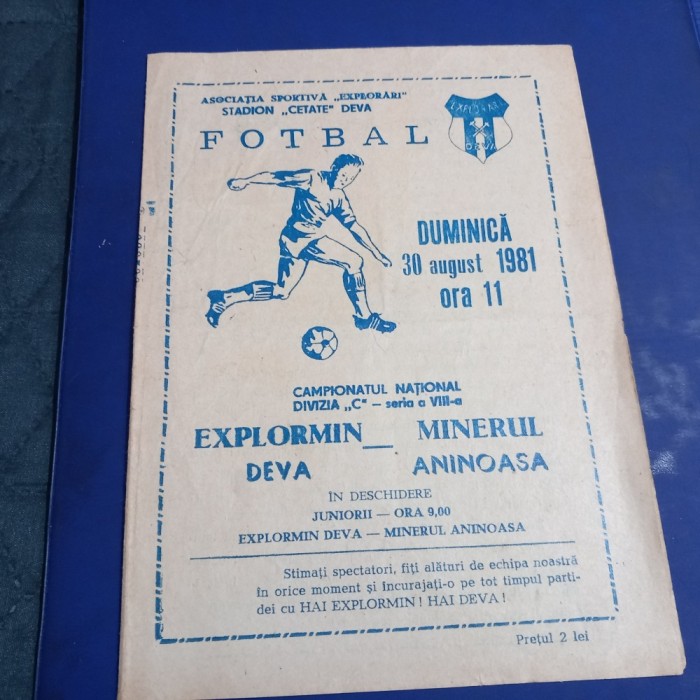 ASOCIAȚIA SPORTIVĂ „EXPLORĂRI"
STADION „CETATE" DEVA
FOTBAL
DEVA
DUMINICĂ
30 august 1981
ora 11
CAMPIONATUL NAȚIONAL
DIVIZIA „C" — seria a VIII-a
EXPLORMIN — MINERUL
DEVA ANINOASA
ÎN DESCHIDERE
JUNIORII — ORA 9,00
EXPLORMIN DEVA — MINERUL ANINOASA
Stimați spectatori, fiți alături de echipa noastră
în orice moment și încurajați-o pe tot timpul parti-
dei cu HAI EXPLORMIN! HAI DEVA!
Prețul 2 lei